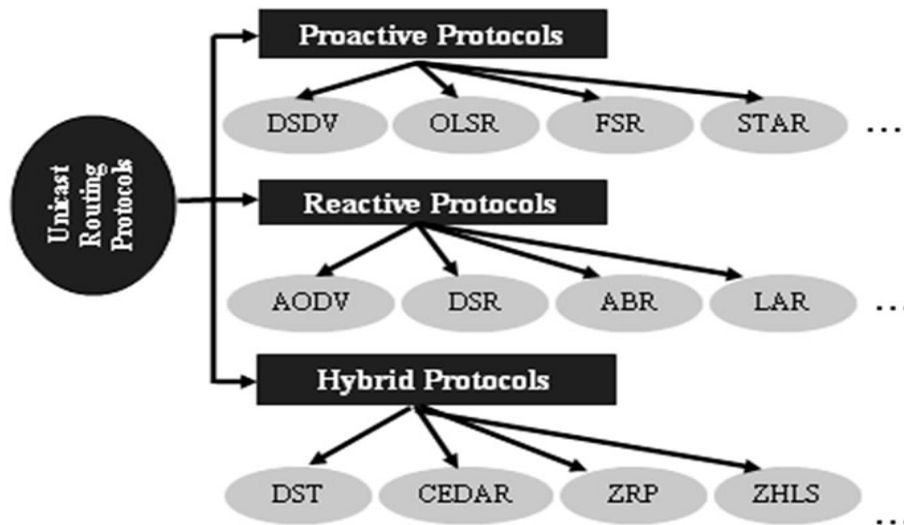 Proactive Protocols
DSDV OLSR FSR STAR ...
Unicast
Routing
Protocols
Reactive Protocols
AODV DSR ABR LAR ...
Hybrid Protocols
DST CEDAR ZRP ZHLS ...